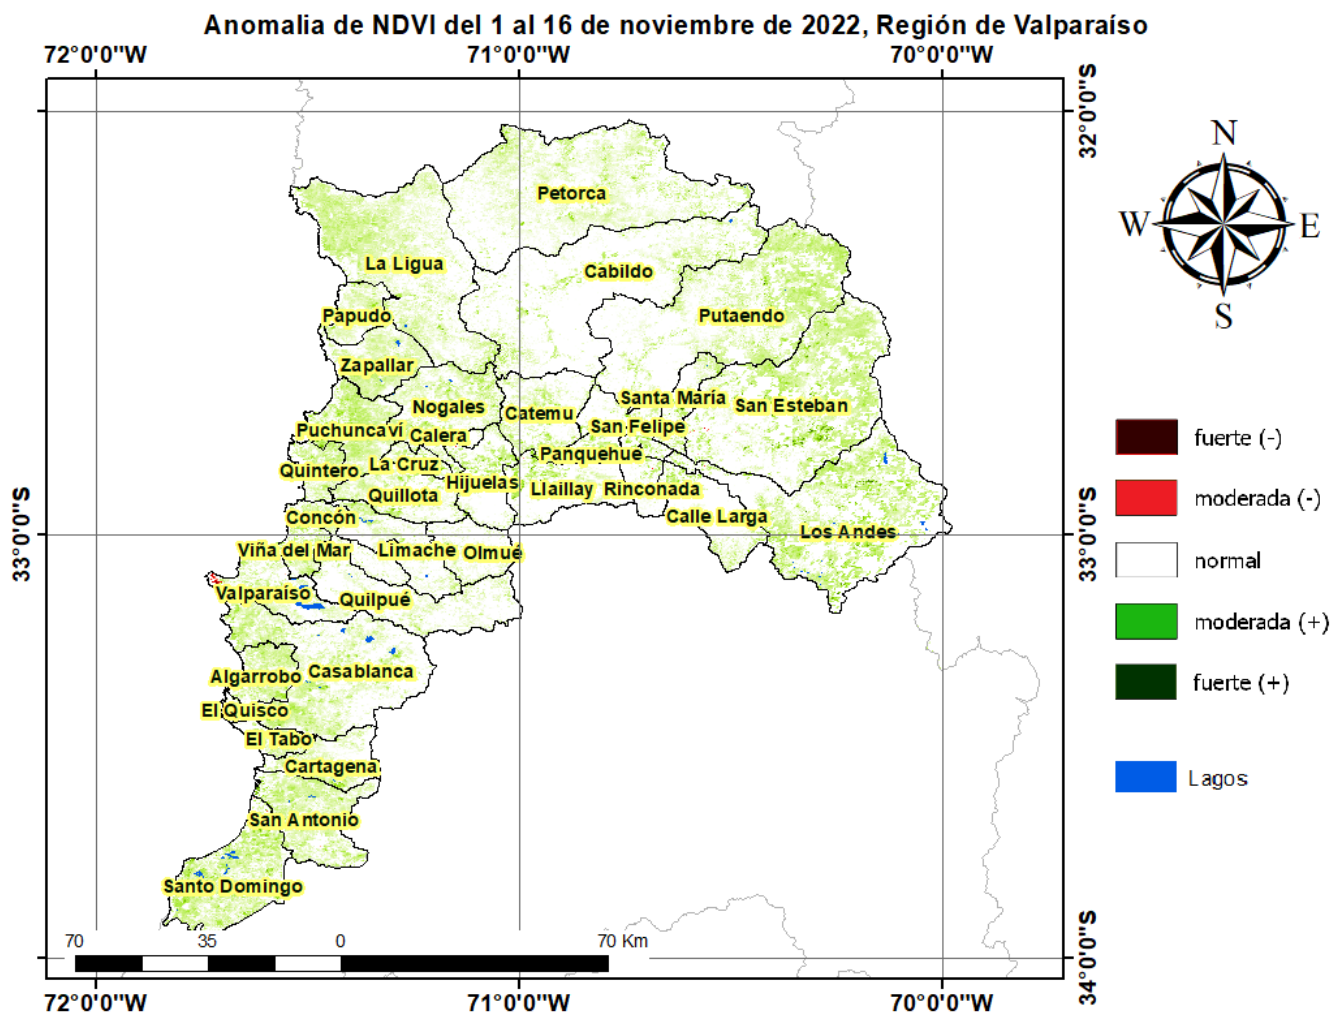 Anomalia de NDVI del 1 al 16 de noviembre de 2022, Región de Valparaíso
72°0'0"W 71°0'0"W 70°0'0"W
32°0'0"S
N
W E
S
Petorca
La Ligua
Cabildo
Papudo
Putaendo
Zapallar
Santa María
Nogales
San Esteban
Catemu
Puchuncaví
Calera
San Felipe
Panquehue
Quintero
La Cruz
Hijuelas
Quillota
Llaillay
Rinconada
Concón
Calle Larga
Los Andes
Viña del Mar
Limache
Olmué
Valparaíso
Quilpué
Algarrobo
Casablanca
El Quisco
El Tabo
Cartagena
San Antonio
Santo Domingo
fuerte (-)
moderada (-)
normal
moderada (+)
fuerte (+)
Lagos
33°0'0"S
33°0'0"S
70 35 0 70 Km
34°0'0"S
72°0'0"W 71°0'0"W 70°0'0"W